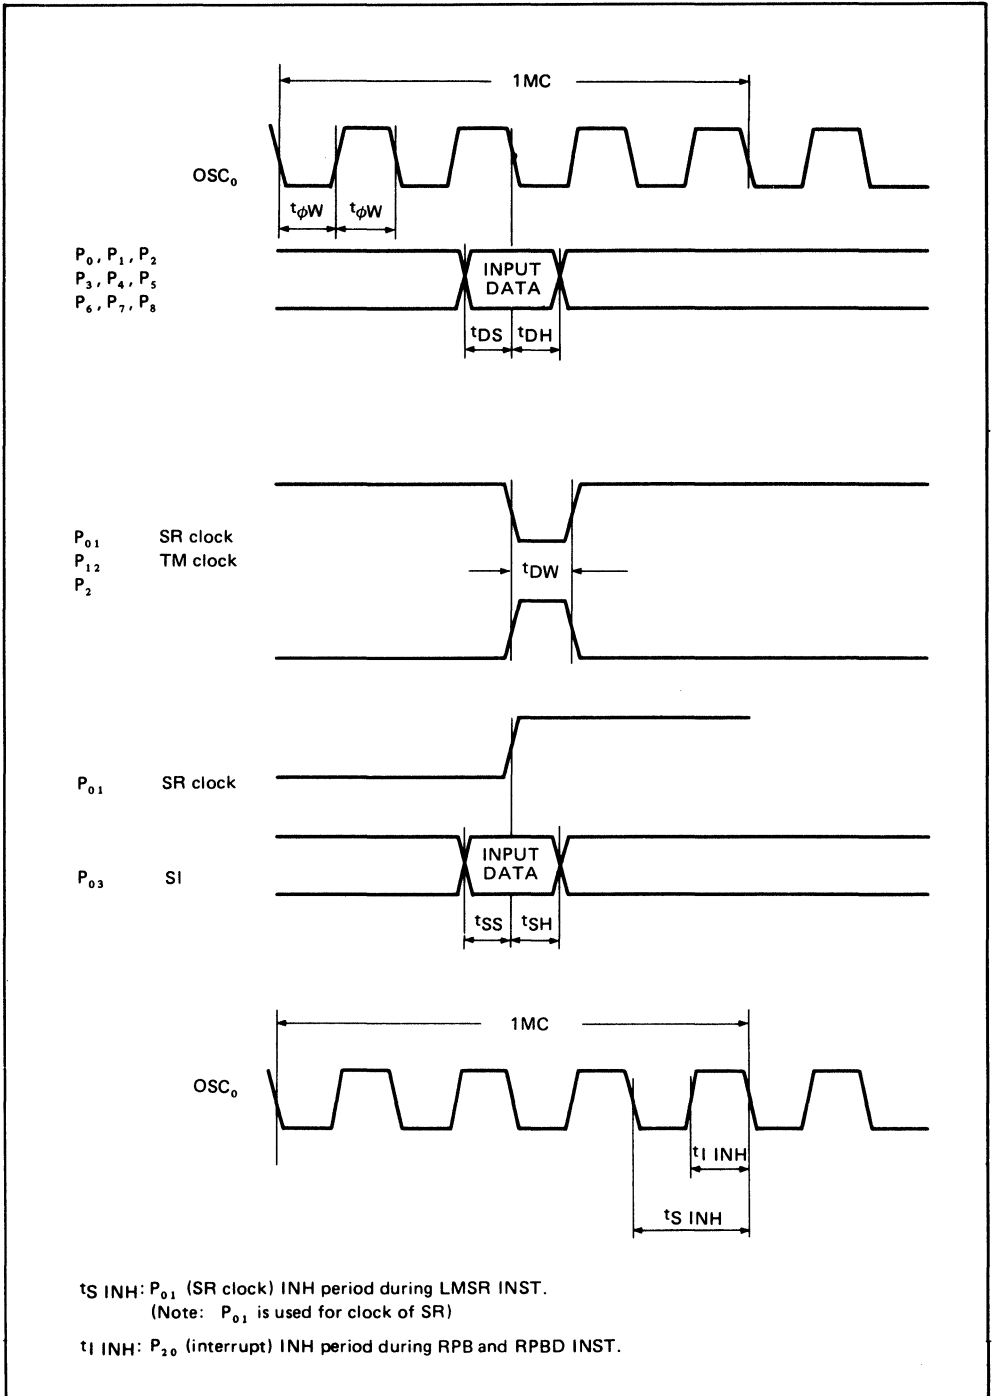 1MC
OSC₀
tφW tφW
P₀, P₁, P₂
P₃, P₄, P₅
P₆, P₇, P₈
INPUT
DATA
tDS tDH
P₀₁ SR clock
P₁₂ TM clock
P₂
tDW
P₀₁ SR clock
P₀₃ SI
INPUT
DATA
tSS tSH
1MC
OSC₀
tI INH
tS INH
tS INH: P₀₁ (SR clock) INH period during LMSR INST.
(Note: P₀₁ is used for clock of SR)
tI INH: P₂₀ (interrupt) INH period during RPB and RPBD INST.